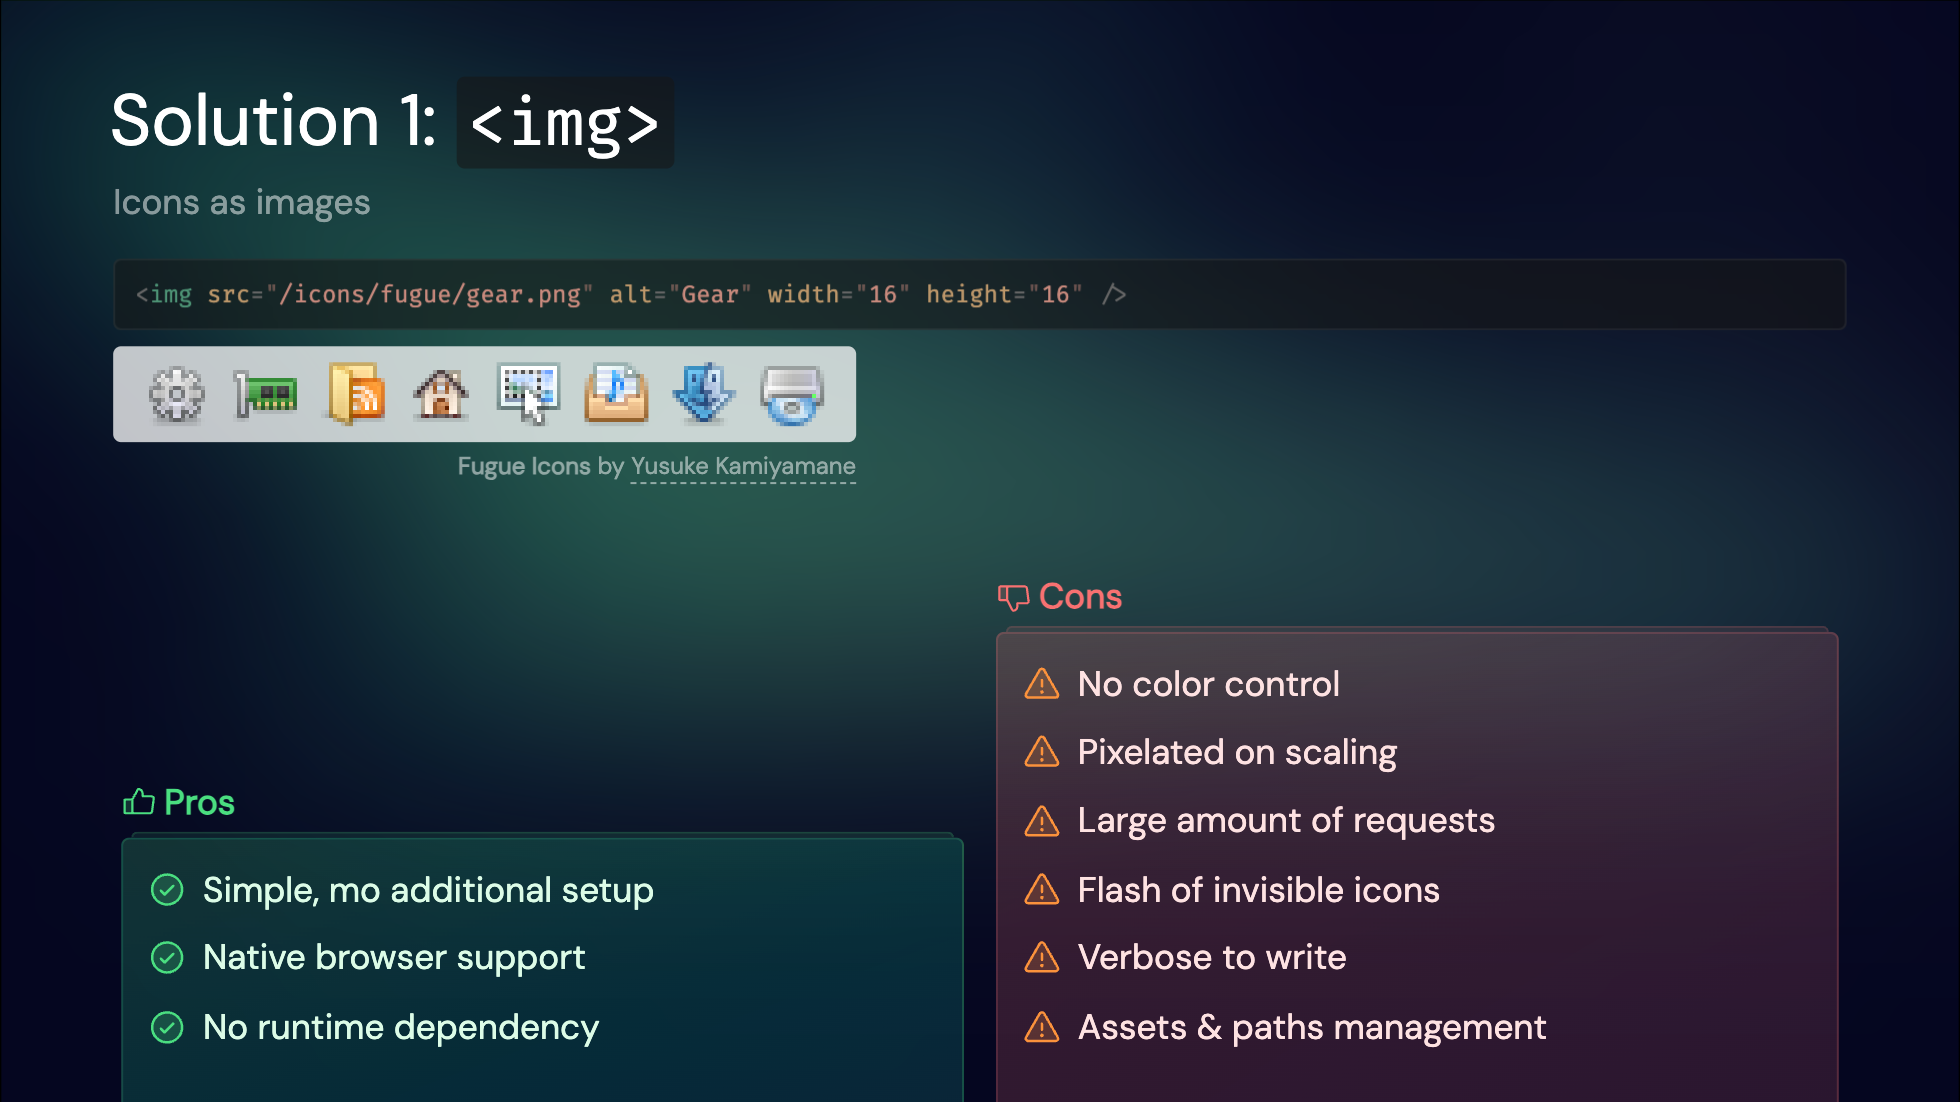 Solution 1: <img>
Icons as images
<img src="/icons/fugue/gear.png" alt="Gear" width="16" height="16" />
Fugue Icons by Yusuke Kamiyamane
Pros
Simple, mo additional setup
Native browser support
No runtime dependency
Cons
No color control
Pixelated on scaling
Large amount of requests
Flash of invisible icons
Verbose to write
Assets & paths management